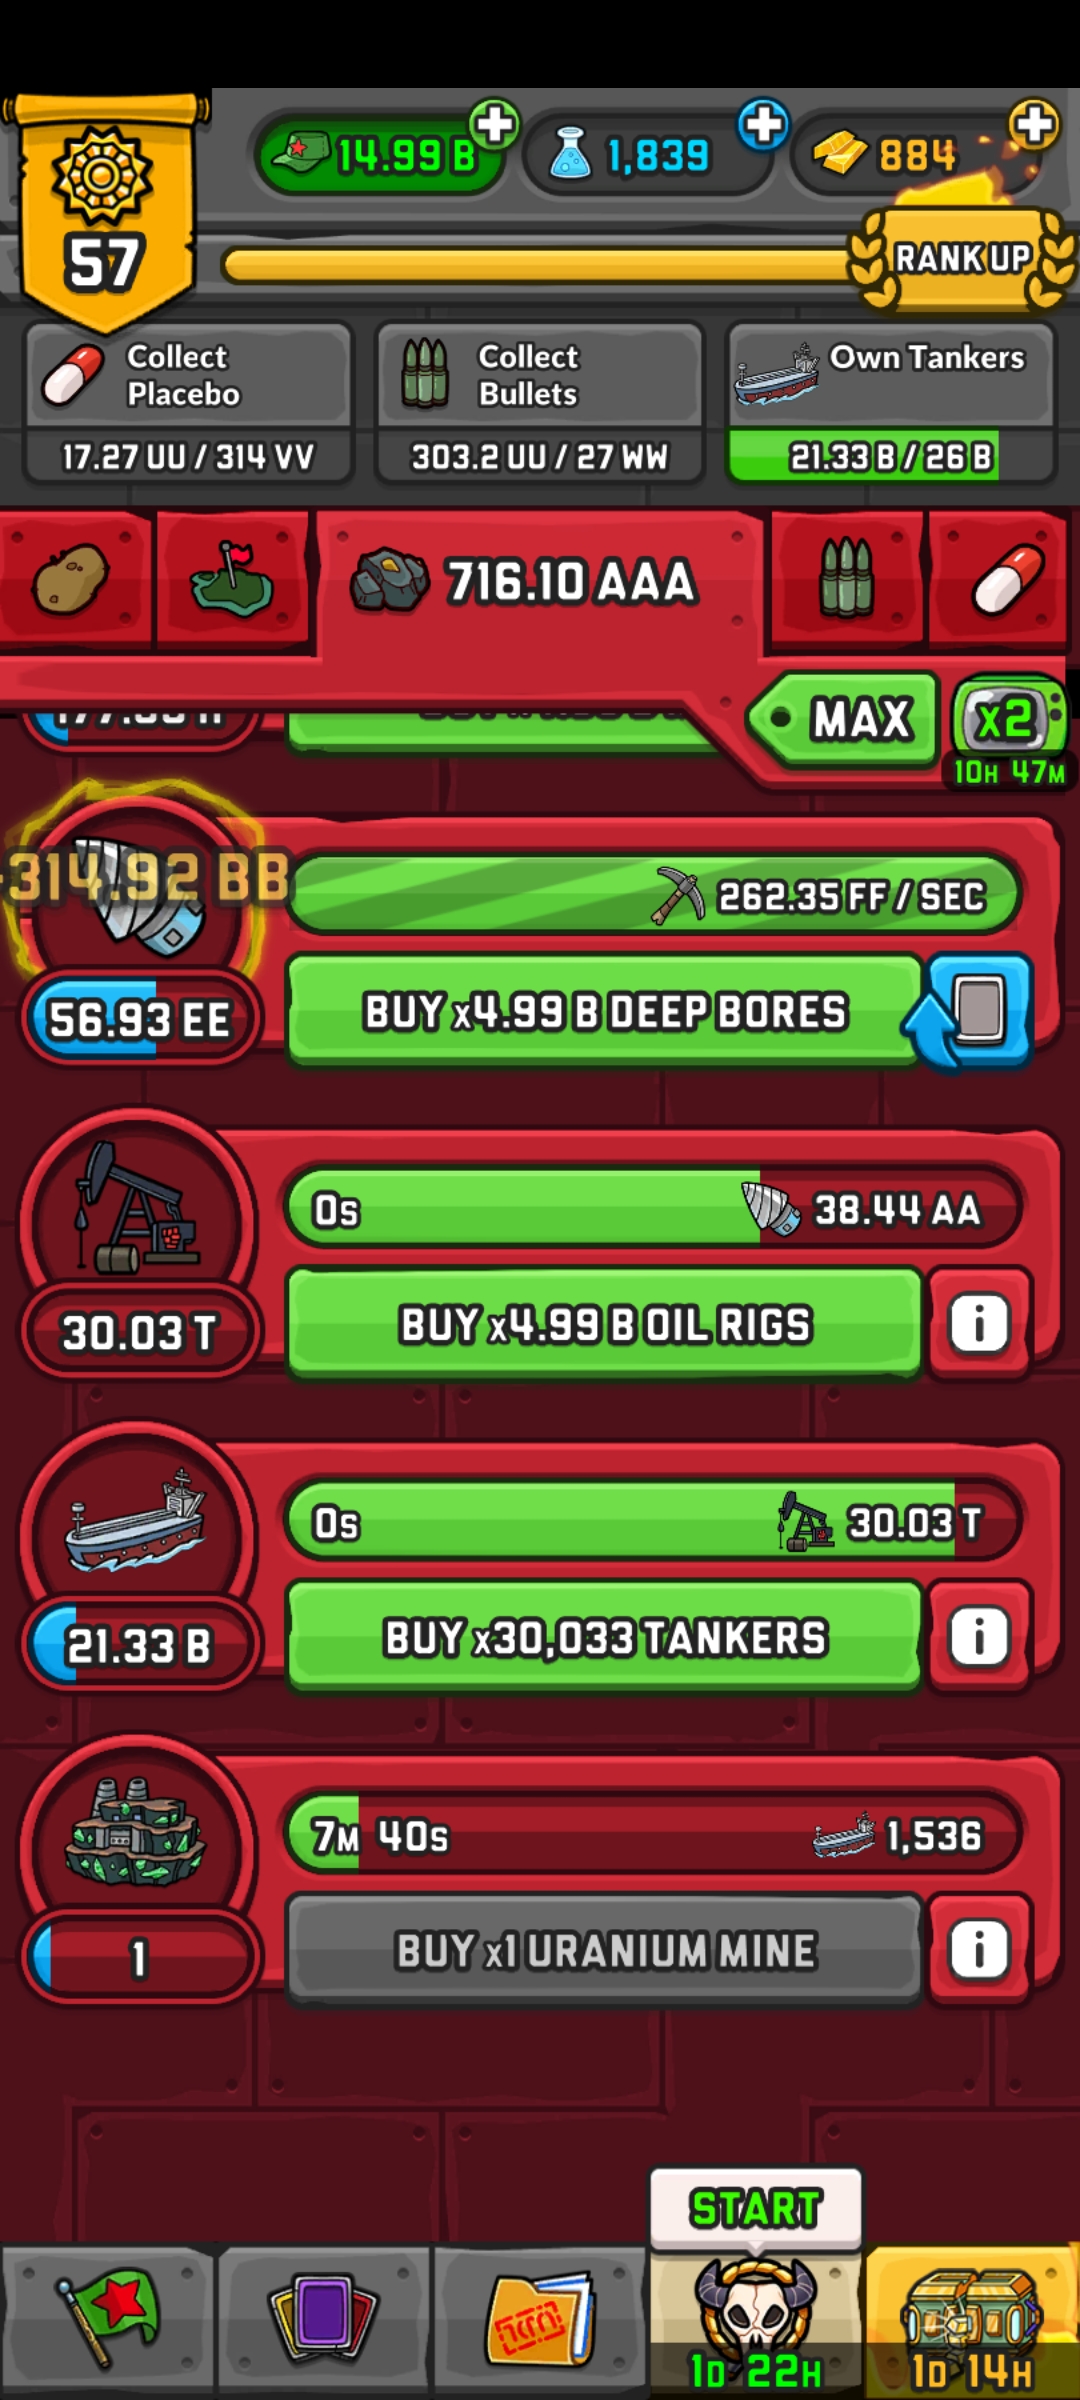 14.99 B
1,839
884
57
RANK UP
Collect
Placebo
17.27 UU / 314 VV
Collect
Bullets
303.2 UU / 27 WW
Own Tankers
21.33 B / 26 B
716.10 AAA
MAX
x2
10H 47M
314.92 BB
262.35 FF / SEC
56.93 EE
BUY x4.99 B DEEP BORES
0s
38.44 AA
30.03 T
BUY x4.99 B OIL RIGS
i
0s
30.03 T
21.33 B
BUY x30,033 TANKERS
i
7M 40s
1,536
1
BUY x1 URANIUM MINE
i
START
1D 22H
1D 14H